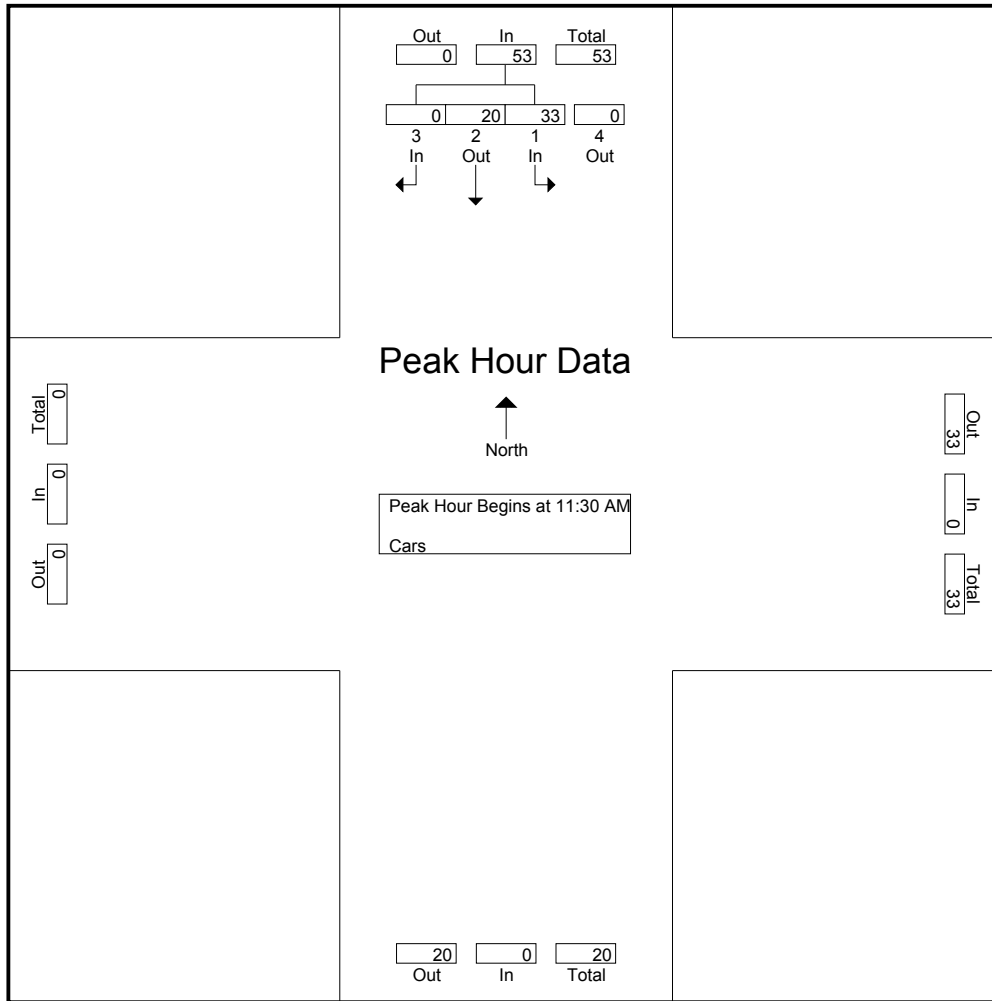 Out In Total
0 53 53
0 20 33 0
3 2 1 4
In Out In Out
Peak Hour Data
North
Peak Hour Begins at 11:30 AM
Cars
Total
0
In
0
Out
0
Out
33
In
0
Total
33
20 0 20
Out In Total